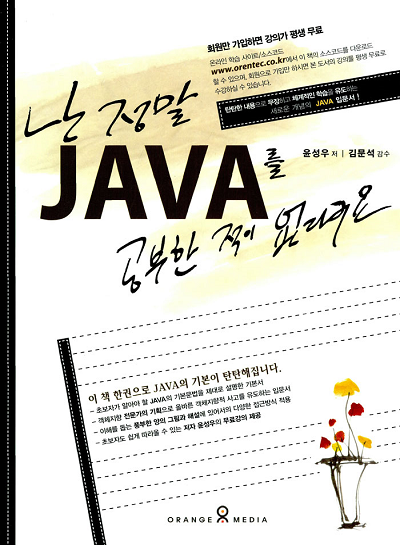 회원만 가입하면 강의가 평생 무료
온라인 학습 사이트/소스코드
www.orentec.co.kr에서 이 책의 소스코드를 다운로드
할 수 있으며, 회원으로 가입만 하시면 본 도서의 강의를 평생 무료로
수강하실 수 있습니다.
탄탄한 내용으로 무장하고 체계적인 학습을 유도하는
새로운 개념의 JAVA 입문서!
난 정말
JAVA를
윤성우 저 | 김문석 감수
공부한 적이 없다구요
이 책 한권으로 JAVA의 기본이 탄탄해집니다.
- 초보자가 알아야 할 JAVA의 기본문법을 제대로 설명한 기본서
- 객체지향 전문가의 기획으로 올바른 객체지향적 사고를 유도하는 입문서
- 이해를 돕는 풍부한 양의 그림과 해설에 있어서의 다양한 접근방식 적용
- 초보자도 쉽게 따라올 수 있는 저자 윤성우의 무료강의 제공
ORANGE MEDIA